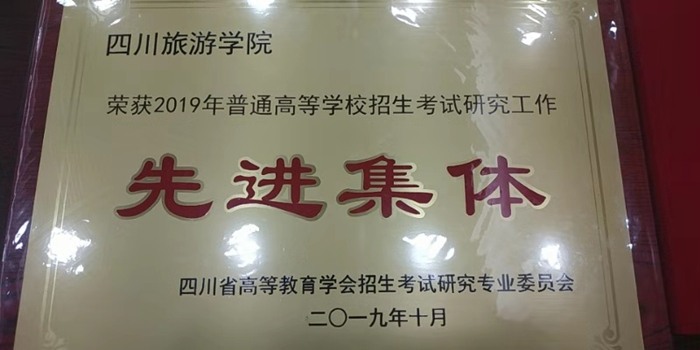 四川旅游学院
荣获2019年普通高等学校招生考试研究工作
先进集体
四川省高等教育学会招生考试研究专业委员会
二〇一九年十月